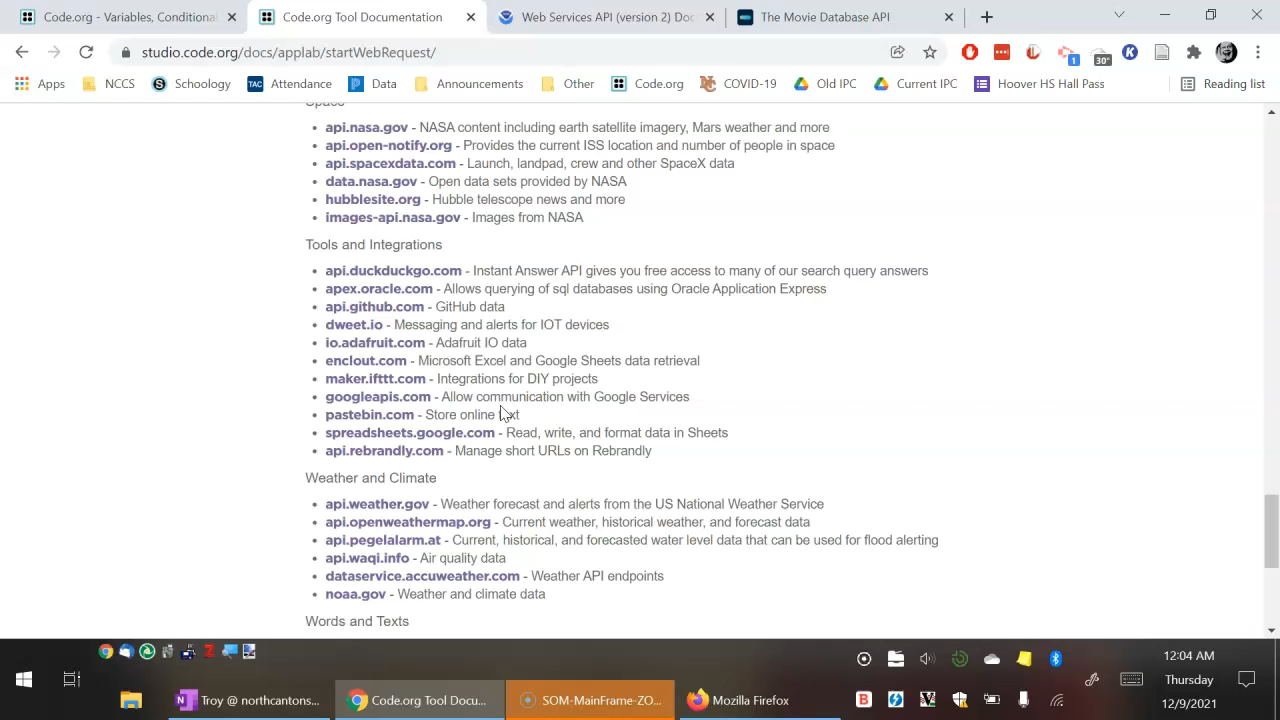 Code.org - Variables, Conditional
Code.org Tool Documentation
Web Services API (version 2) Doc
The Movie Database API
studio.code.org/docs/applab/startWebRequest/
1
30°
Apps
NCCS
Schoology
TAC
Attendance
Data
Announcements
Other
Code.org
COVID-19
Old IPC
Current IPC
Hoover HS Hall Pass
Reading list
Space
api.nasa.gov - NASA content including earth satellite imagery, Mars weather and more
api.open-notify.org - Provides the current ISS location and number of people in space
api.spacexdata.com - Launch, landpad, crew and other SpaceX data
data.nasa.gov - Open data sets provided by NASA
hubblesite.org - Hubble telescope news and more
images-api.nasa.gov - Images from NASA
Tools and Integrations
api.duckduckgo.com - Instant Answer API gives you free access to many of our search query answers
apex.oracle.com - Allows querying of sql databases using Oracle Application Express
api.github.com - GitHub data
dweet.io - Messaging and alerts for IOT devices
io.adafruit.com - Adafruit IO data
enclout.com - Microsoft Excel and Google Sheets data retrieval
maker.ifttt.com - Integrations for DIY projects
googleapis.com - Allow communication with Google Services
pastebin.com - Store online text
spreadsheets.google.com - Read, write, and format data in Sheets
api.rebrandly.com - Manage short URLs on Rebrandly
Weather and Climate
api.weather.gov - Weather forecast and alerts from the US National Weather Service
api.openweathermap.org - Current weather, historical weather, and forecast data
api.pegelalarm.at - Current, historical, and forecasted water level data that can be used for flood alerting
api.waqi.info - Air quality data
dataservice.accuweather.com - Weather API endpoints
noaa.gov - Weather and climate data
Words and Texts
12:04 AM
Thursday
12/9/2021
Troy @ northcantons...
Code.org Tool Docu...
SOM-MainFrame-ZO...
Mozilla Firefox